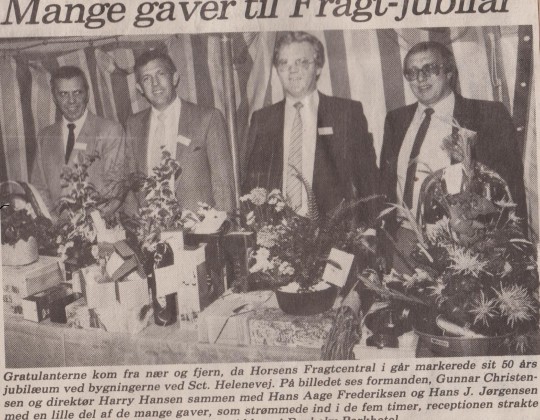 Mange gaver til Fragt-jubilar
Gratulanterne kom fra nær og fjern, da Horsens Fragtcentral i går markerede sit 50 års
jubilæum ved bygningerne ved Sct. Helenevej. På billedet ses formanden, Gunnar Christen-
sen og direktør Harry Hansen sammen med Hans Aage Frederiksen og Hans J. Jørgensen
med en lille del af de mange gaver, som strømmede ind i de fem timer, receptionen strakte